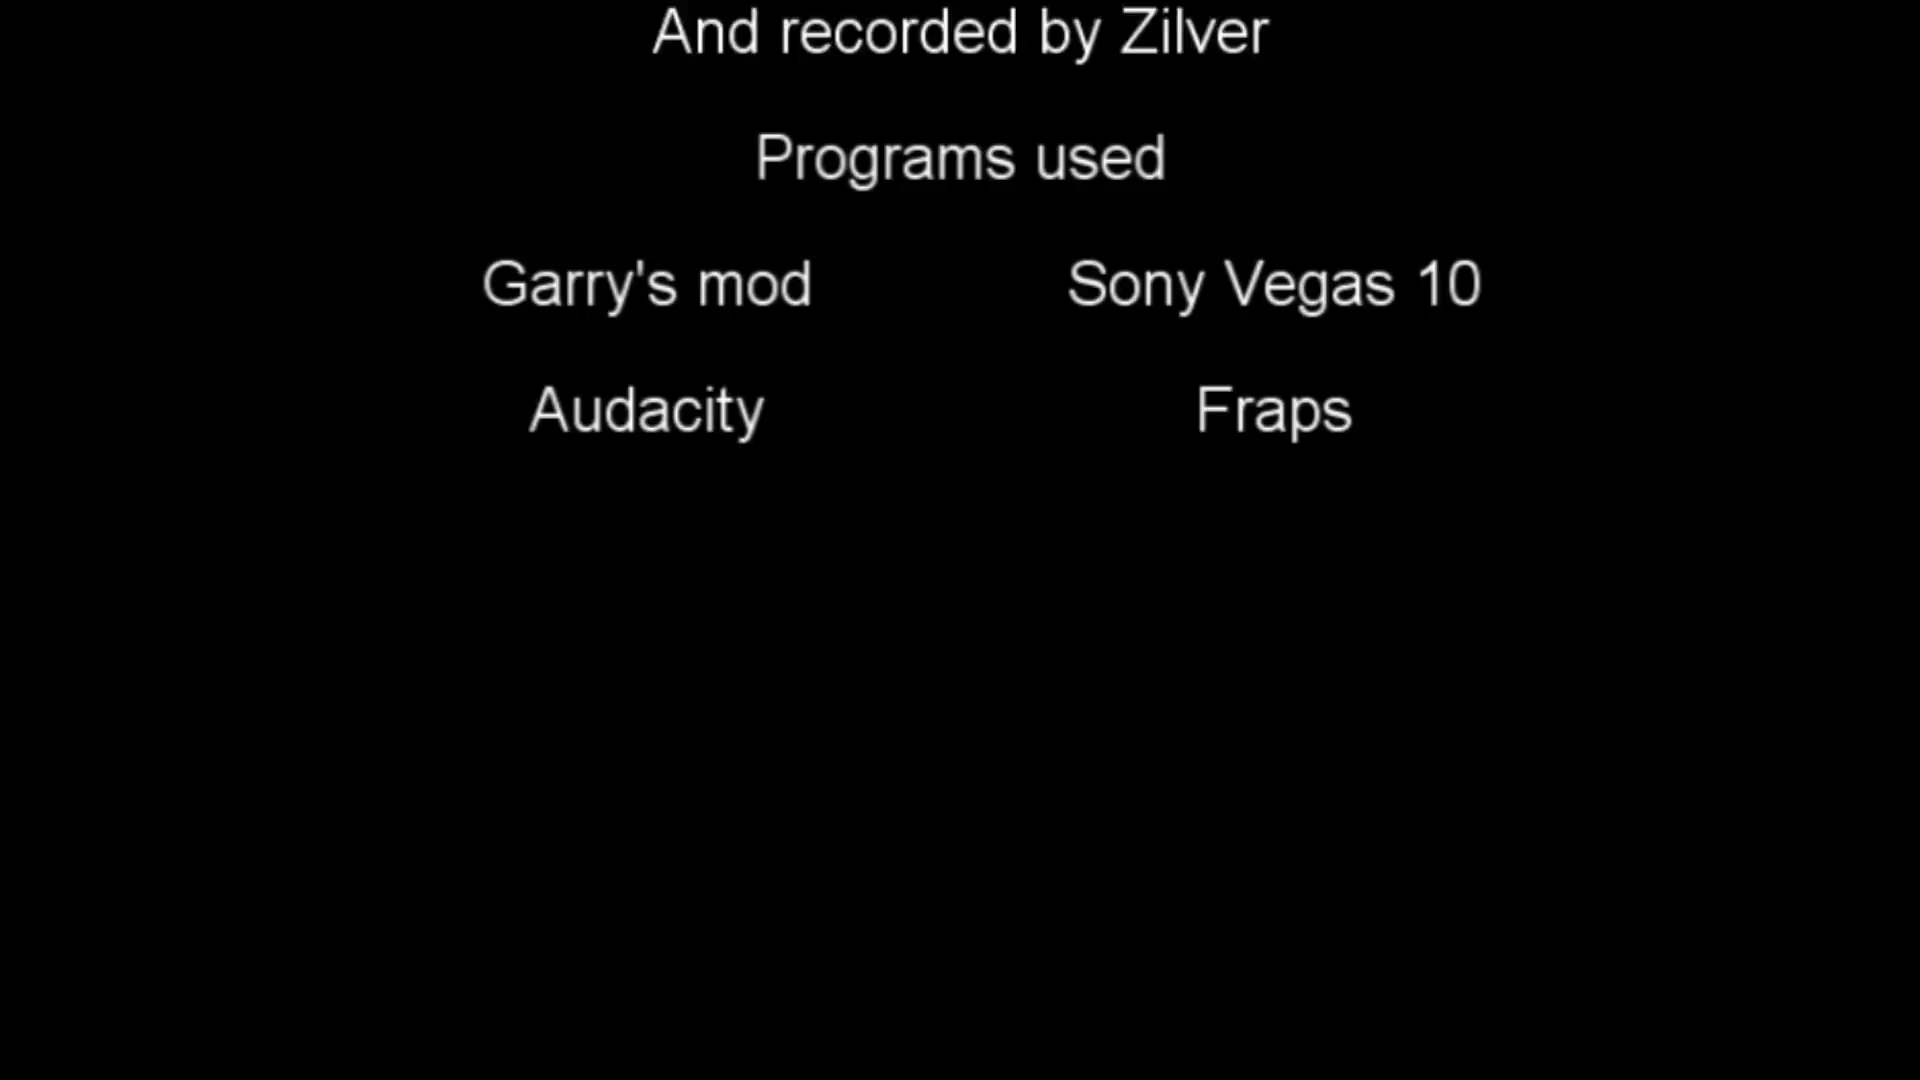 And recorded by Zilver
Programs used
Garry's mod Sony Vegas 10
Audacity Fraps